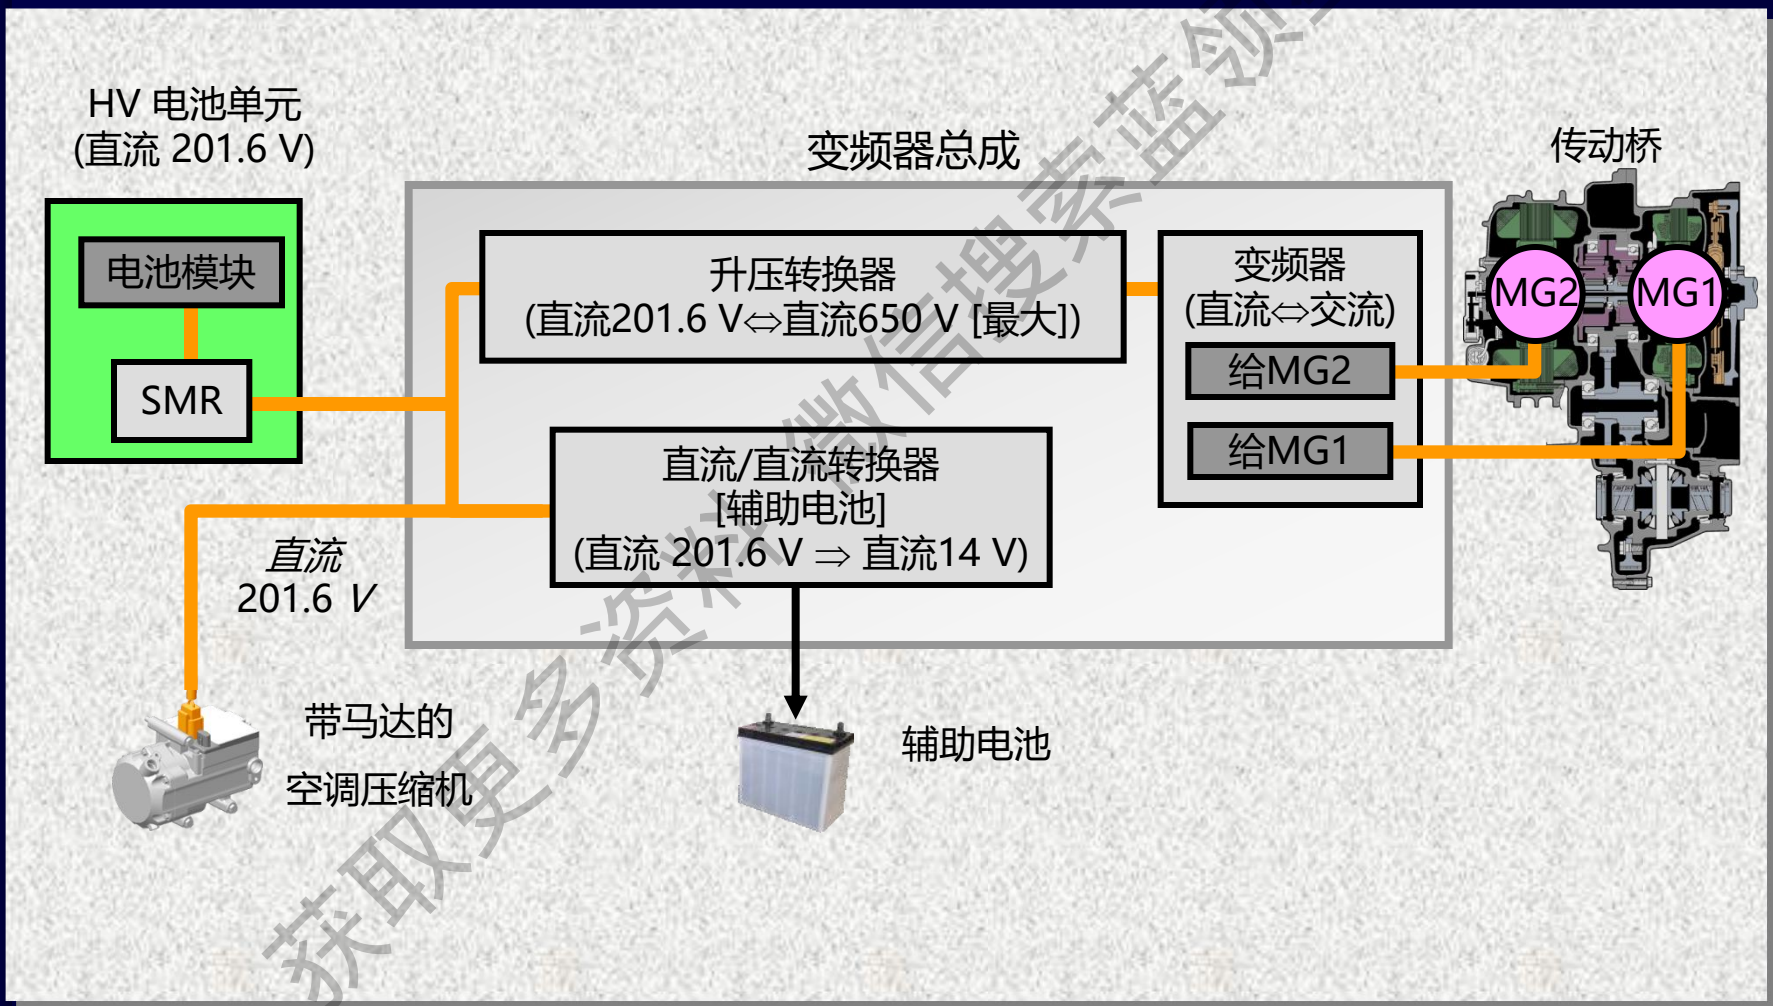 HV 电池单元
(直流 201.6 V)
电池模块
SMR
变频器总成
升压转换器
(直流201.6 V⇔直流650 V [最大])
变频器
(直流⇔交流)
给MG2
给MG1
直流/直流转换器
[辅助电池]
(直流 201.6 V ⇒ 直流14 V)
传动桥
MG2
MG1
直流
201.6 V
带马达的
空调压缩机
辅助电池
获取更多资料 微信搜索蓝领